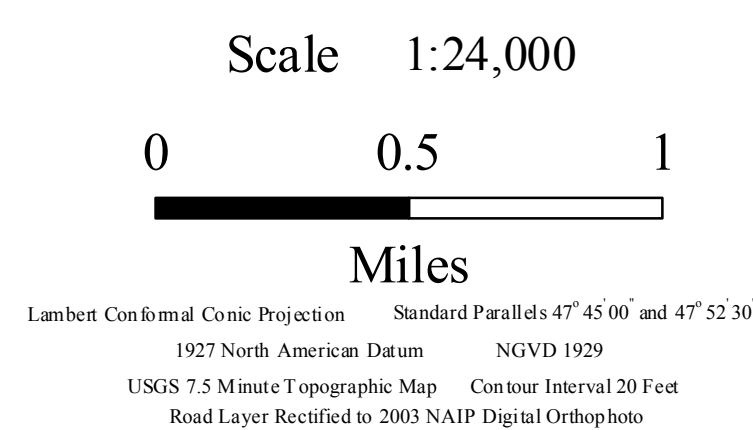 Scale 1:24,000
0 0.5 1
Miles
Lambert Conformal Conic Projection Standard Parallels 47° 45' 00" and 47° 52' 30'
1927 North American Datum NGVD 1929
USGS 7.5 Minute Topographic Map Contour Interval 20 Feet
Road Layer Rectified to 2003 NAIP Digital Orthophoto